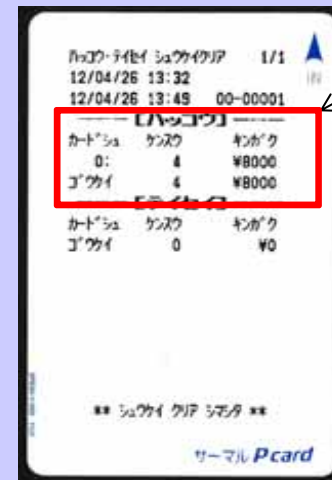 ハッコウ・テイセイ シュウケイクリア 1/1
12/04/26 13:32
12/04/26 13:49 00-00001
[ハッコウ]
カードシュ ケンスウ キンガク
0: 4 ¥8000
ゴウケイ 4 ¥8000
[テイセイ]
カードシュ ケンスウ キンガク
ゴウケイ 0 ¥0
** シュウケイ クリア シマシタ **
サーマル Pcard